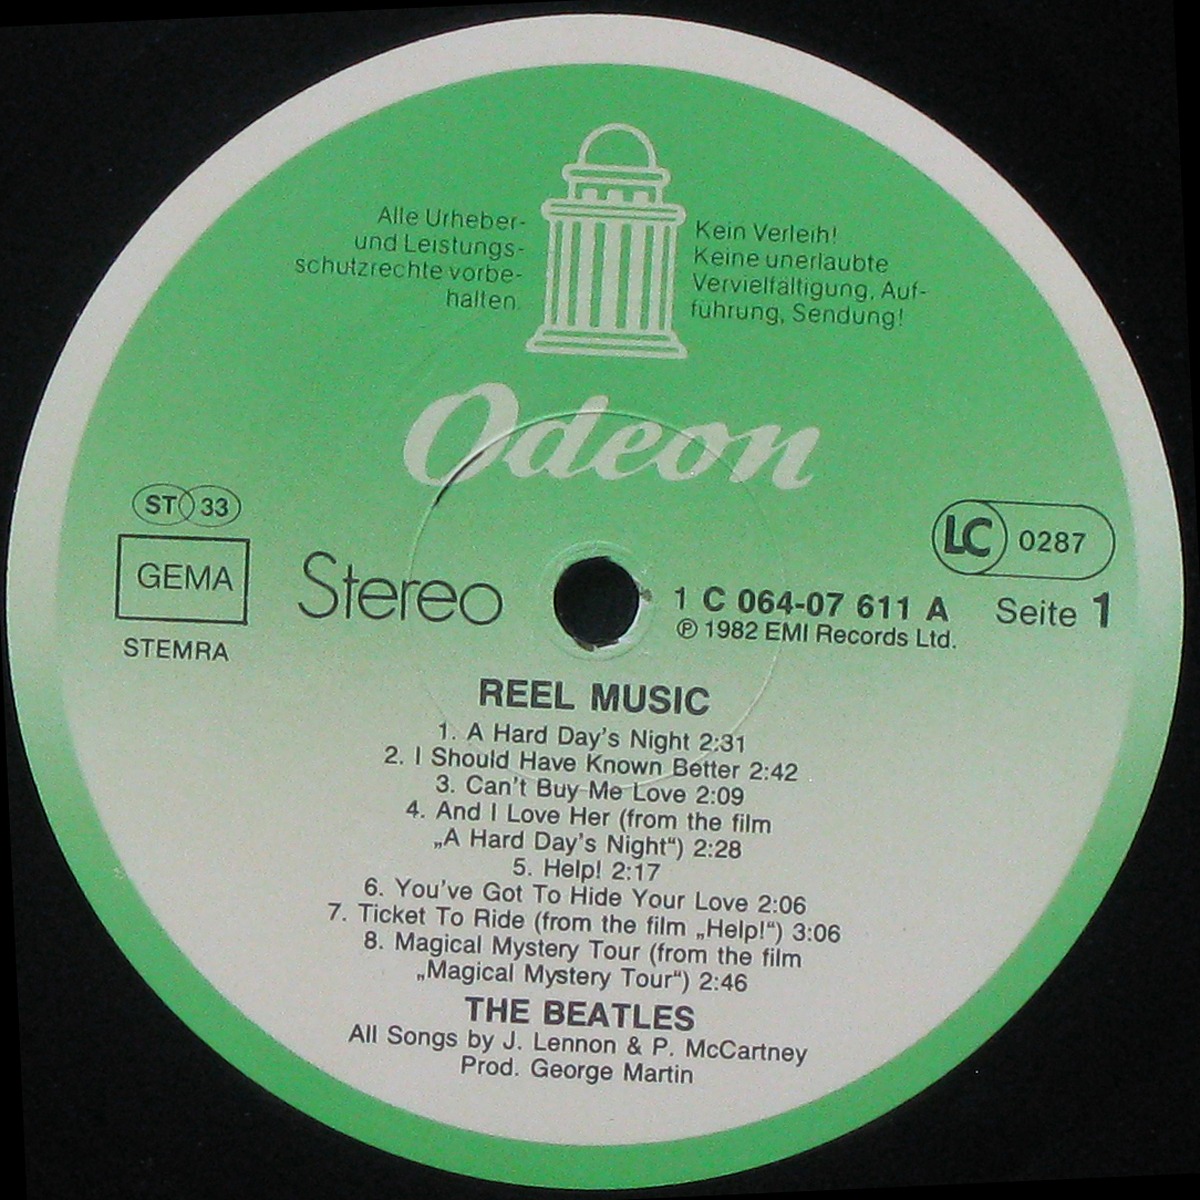 Alle Urheber-
und Leistungs-
schutzrechte vorbe-
halten.
Kein Verleih!
Keine unerlaubte
Vervielfältigung, Auf-
führung, Sendung!
Odeon
ST 33
GEMA
STEMRA
Stereo
LC 0287
1 C 064-07 611 A
Seite 1
℗ 1982 EMI Records Ltd.
REEL MUSIC
1. A Hard Day's Night 2:31
2. I Should Have Known Better 2:42
3. Can't Buy Me Love 2:09
4. And I Love Her (from the film
„A Hard Day's Night“) 2:28
5. Help! 2:17
6. You've Got To Hide Your Love 2:06
7. Ticket To Ride (from the film „Help!“) 3:06
8. Magical Mystery Tour (from the film
„Magical Mystery Tour“) 2:46
THE BEATLES
All Songs by J. Lennon & P. McCartney
Prod. George Martin